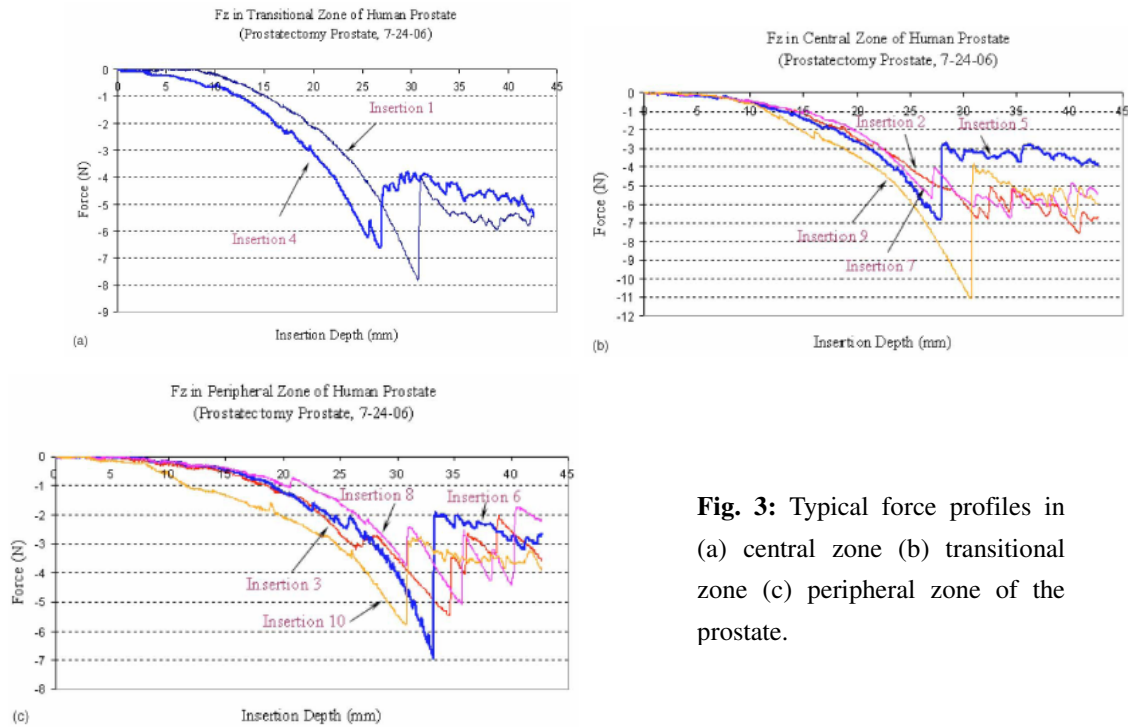 Fz in Transitional Zone of Human Prostate
(Prostatectomy Prostate, 7-24-06)
0 5 10 15 20 25 30 35 40 45
0
-1
-2
-3
-4
-5
-6
-7
-8
-9
Force (N)
Insertion 1
Insertion 4
Insertion Depth (mm)
(a)
Fz in Central Zone of Human Prostate
(Prostatectomy Prostate, 7-24-06)
0 5 10 15 20 25 30 35 40 45
0
-1
-2
-3
-4
-5
-6
-7
-8
-9
-10
-11
-12
Force (N)
Insertion 2
Insertion 5
Insertion 9
Insertion 7
Insertion Depth (mm)
(b)
Fz in Peripheral Zone of Human Prostate
(Prostatectomy Prostate, 7-24-06)
0 5 10 15 20 25 30 35 40 45
0
-1
-2
-3
-4
-5
-6
-7
-8
Force (N)
Insertion 8
Insertion 6
Insertion 3
Insertion 10
Insertion Depth (mm)
(c)
Fig. 3: Typical force profiles in
(a) central zone (b) transitional
zone (c) peripheral zone of the
prostate.